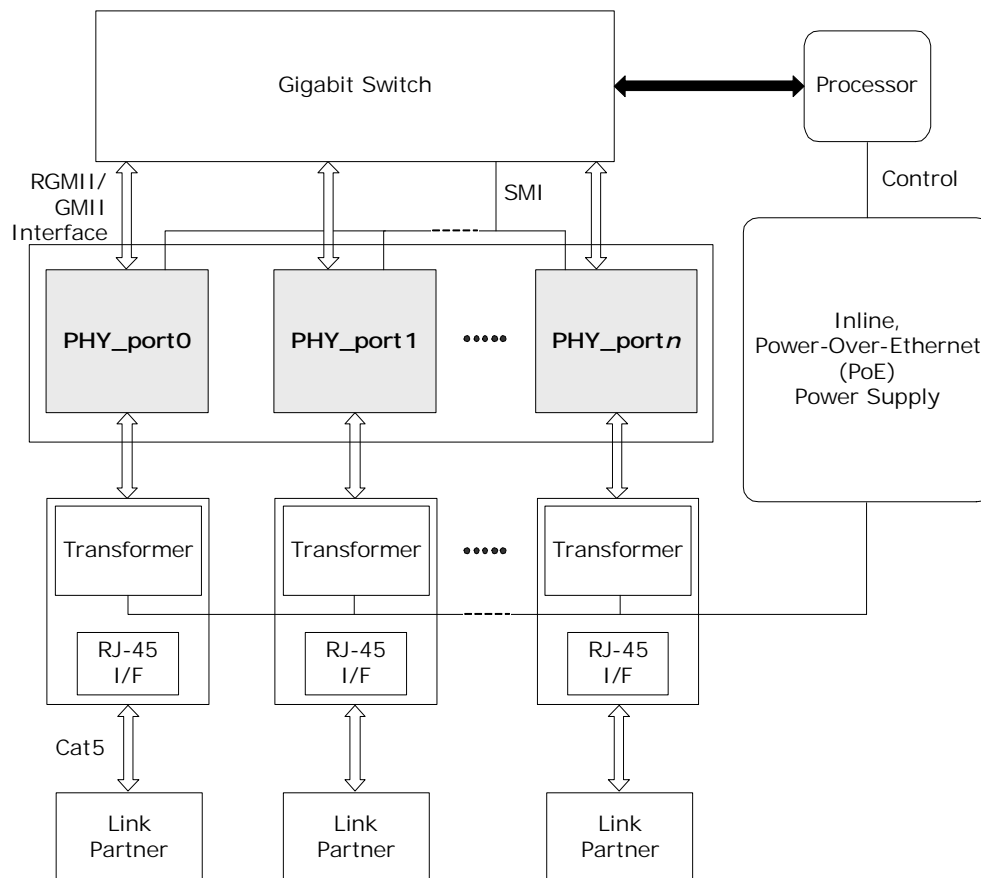 Gigabit Switch
Processor
RGMII/
GMII
Interface
SMI
Control
PHY_port0
PHY_port1
PHY_portn
Inline,
Power-Over-Ethernet
(PoE)
Power Supply
Transformer
Transformer
Transformer
RJ-45
I/F
RJ-45
I/F
RJ-45
I/F
Cat5
Link
Partner
Link
Partner
Link
Partner